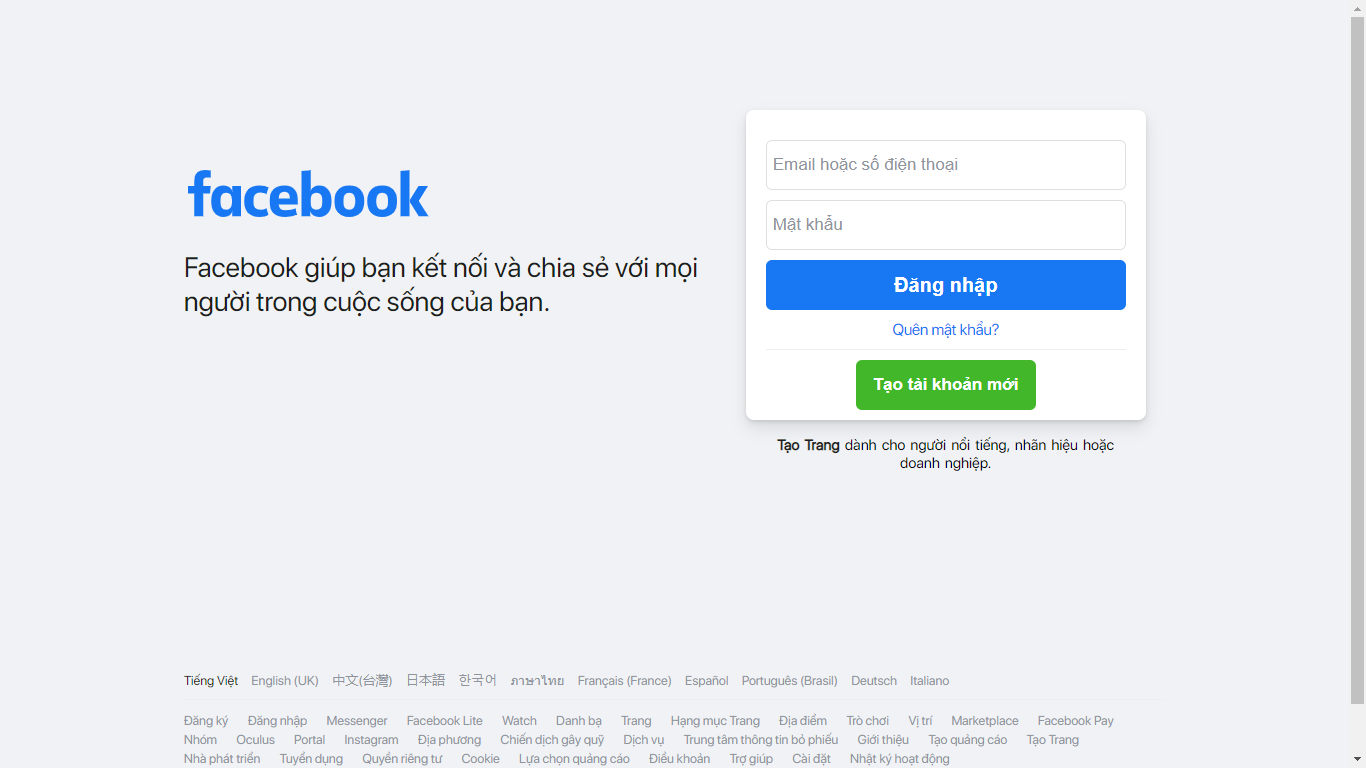 facebook
Facebook giúp bạn kết nối và chia sẻ với mọi
người trong cuộc sống của bạn.
Email hoặc số điện thoại
Mật khẩu
Đăng nhập
Quên mật khẩu?
Tạo tài khoản mới
Tạo Trang dành cho người nổi tiếng, nhãn hiệu hoặc
doanh nghiệp.
Tiếng Việt English (UK) 中文(台灣) 日本語 한국어 ภาษาไทย Français (France) Español Português (Brasil) Deutsch Italiano
Đăng ký Đăng nhập Messenger Facebook Lite Watch Danh bạ Trang Hạng mục Trang Địa điểm Trò chơi Vị trí Marketplace Facebook Pay
Nhóm Oculus Portal Instagram Địa phương Chiến dịch gây quỹ Dịch vụ Trung tâm thông tin bỏ phiếu Giới thiệu Tạo quảng cáo Tạo Trang
Nhà phát triển Tuyển dụng Quyền riêng tư Cookie Lựa chọn quảng cáo Điều khoản Trợ giúp Cài đặt Nhật ký hoạt động